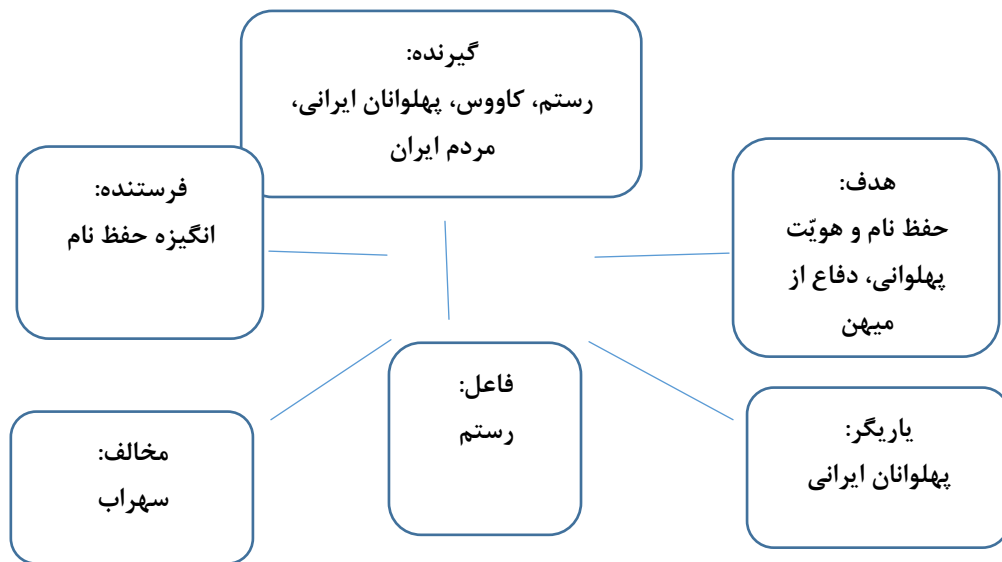 گیرنده:
رستم، کاووس، پهلوانان ایرانی،
مردم ایران
هدف:
حفظ نام و هویّت
پهلوانی، دفاع از
میهن
فرستنده:
انگیزه حفظ نام
فاعل:
رستم
یاریگر:
پهلوانان ایرانی
مخالف:
سهراب